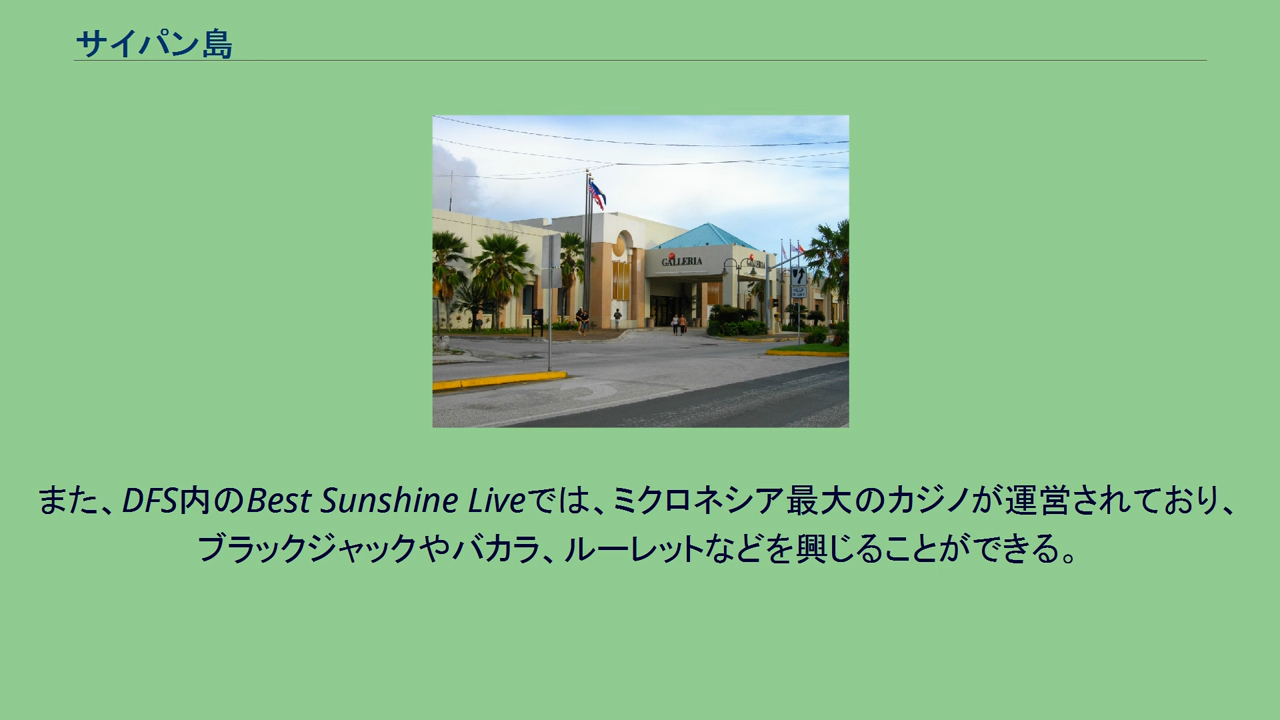 サイパン島
GALLERIA
また、DFS内のBest Sunshine Liveでは、ミクロネシア最大のカジノが運営されており、
ブラックジャックやバカラ、ルーレットなどを興じることができる。